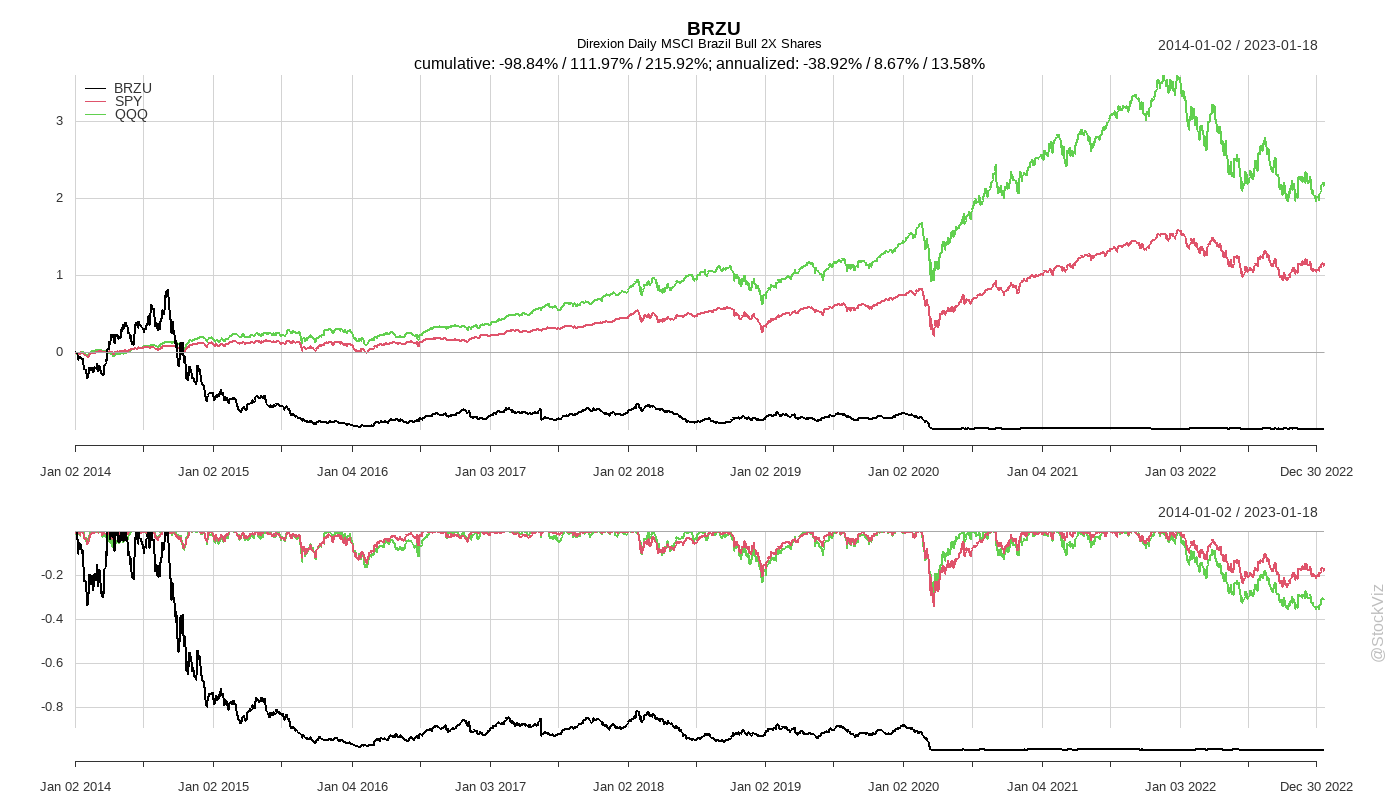 BRZU
Direxion Daily MSCI Brazil Bull 2X Shares
2014-01-02 / 2023-01-18
cumulative: -98.84% / 111.97% / 215.92%; annualized: -38.92% / 8.67% / 13.58%
BRZU
SPY
QQQ
3
2
1
0
Jan 02 2014 Jan 02 2015 Jan 04 2016 Jan 03 2017 Jan 02 2018 Jan 02 2019 Jan 02 2020 Jan 04 2021 Jan 03 2022 Dec 30 2022
2014-01-02 / 2023-01-18
-0.2
-0.4
-0.6
-0.8
Jan 02 2014 Jan 02 2015 Jan 04 2016 Jan 03 2017 Jan 02 2018 Jan 02 2019 Jan 02 2020 Jan 04 2021 Jan 03 2022 Dec 30 2022
@StockViz